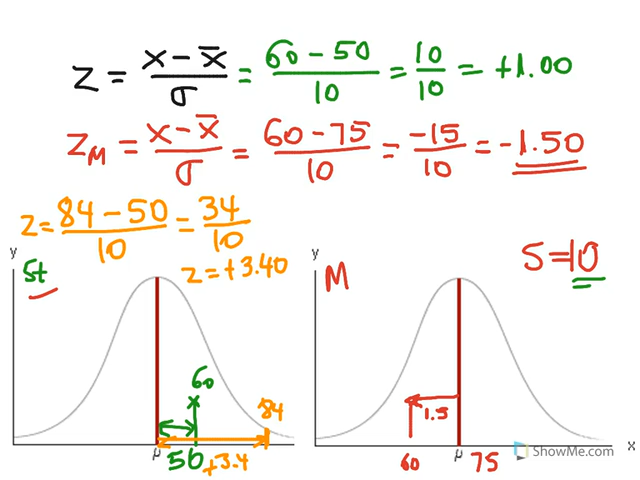 z = (x - x̄)/σ = (60 - 50)/10 = 10/10 = +1.00
z_M = (x - x̄)/σ = (60 - 75)/10 = -15/10 = -1.50
z = (84 - 50)/10 = 34/10
z = +3.40
y
St
y
M
S = 10
60
84
1.5
μ
50
+3.4
60
μ
75
x
ShowMe.com